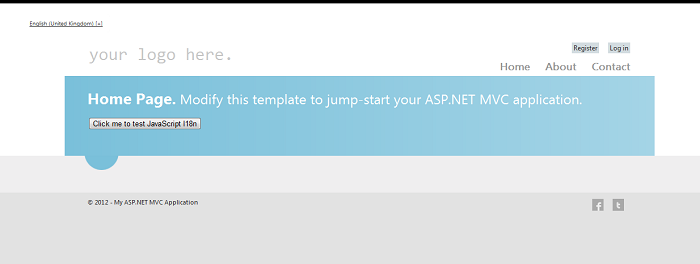 English (United Kingdom) [+]
your logo here.
Register Log in
Home About Contact
Home Page. Modify this template to jump-start your ASP.NET MVC application.
Click me to test JavaScript I18n
© 2012 - My ASP.NET MVC Application